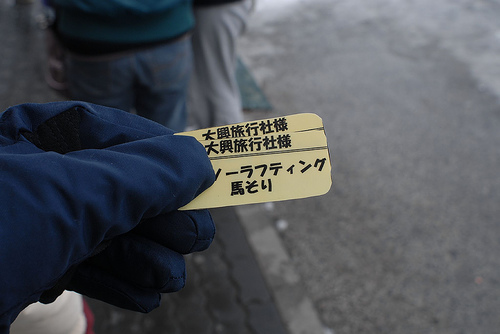 大興旅行社様
大興旅行社様
ノーラフティング
馬そり